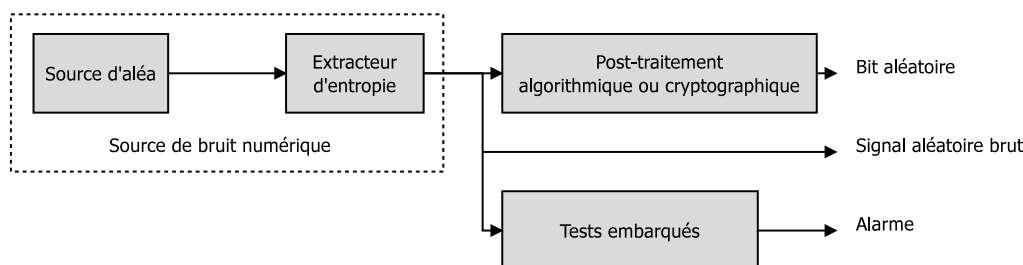 Source d'aléa
Extracteur
d'entropie
Source de bruit numérique
Post-traitement
algorithmique ou cryptographique
Bit aléatoire
Signal aléatoire brut
Tests embarqués
Alarme